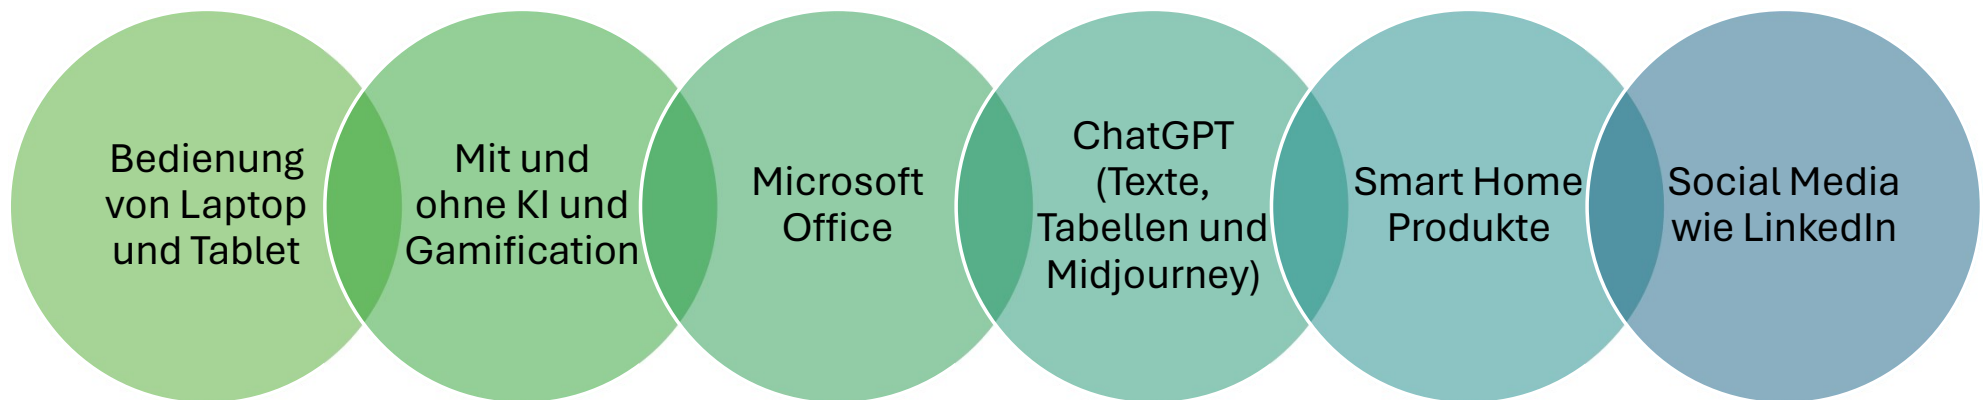 Bedienung
von Laptop
und Tablet
Mit und
ohne KI und
Gamification
Microsoft
Office
ChatGPT
(Texte,
Tabellen und
Midjourney)
Smart Home
Produkte
Social Media
wie LinkedIn